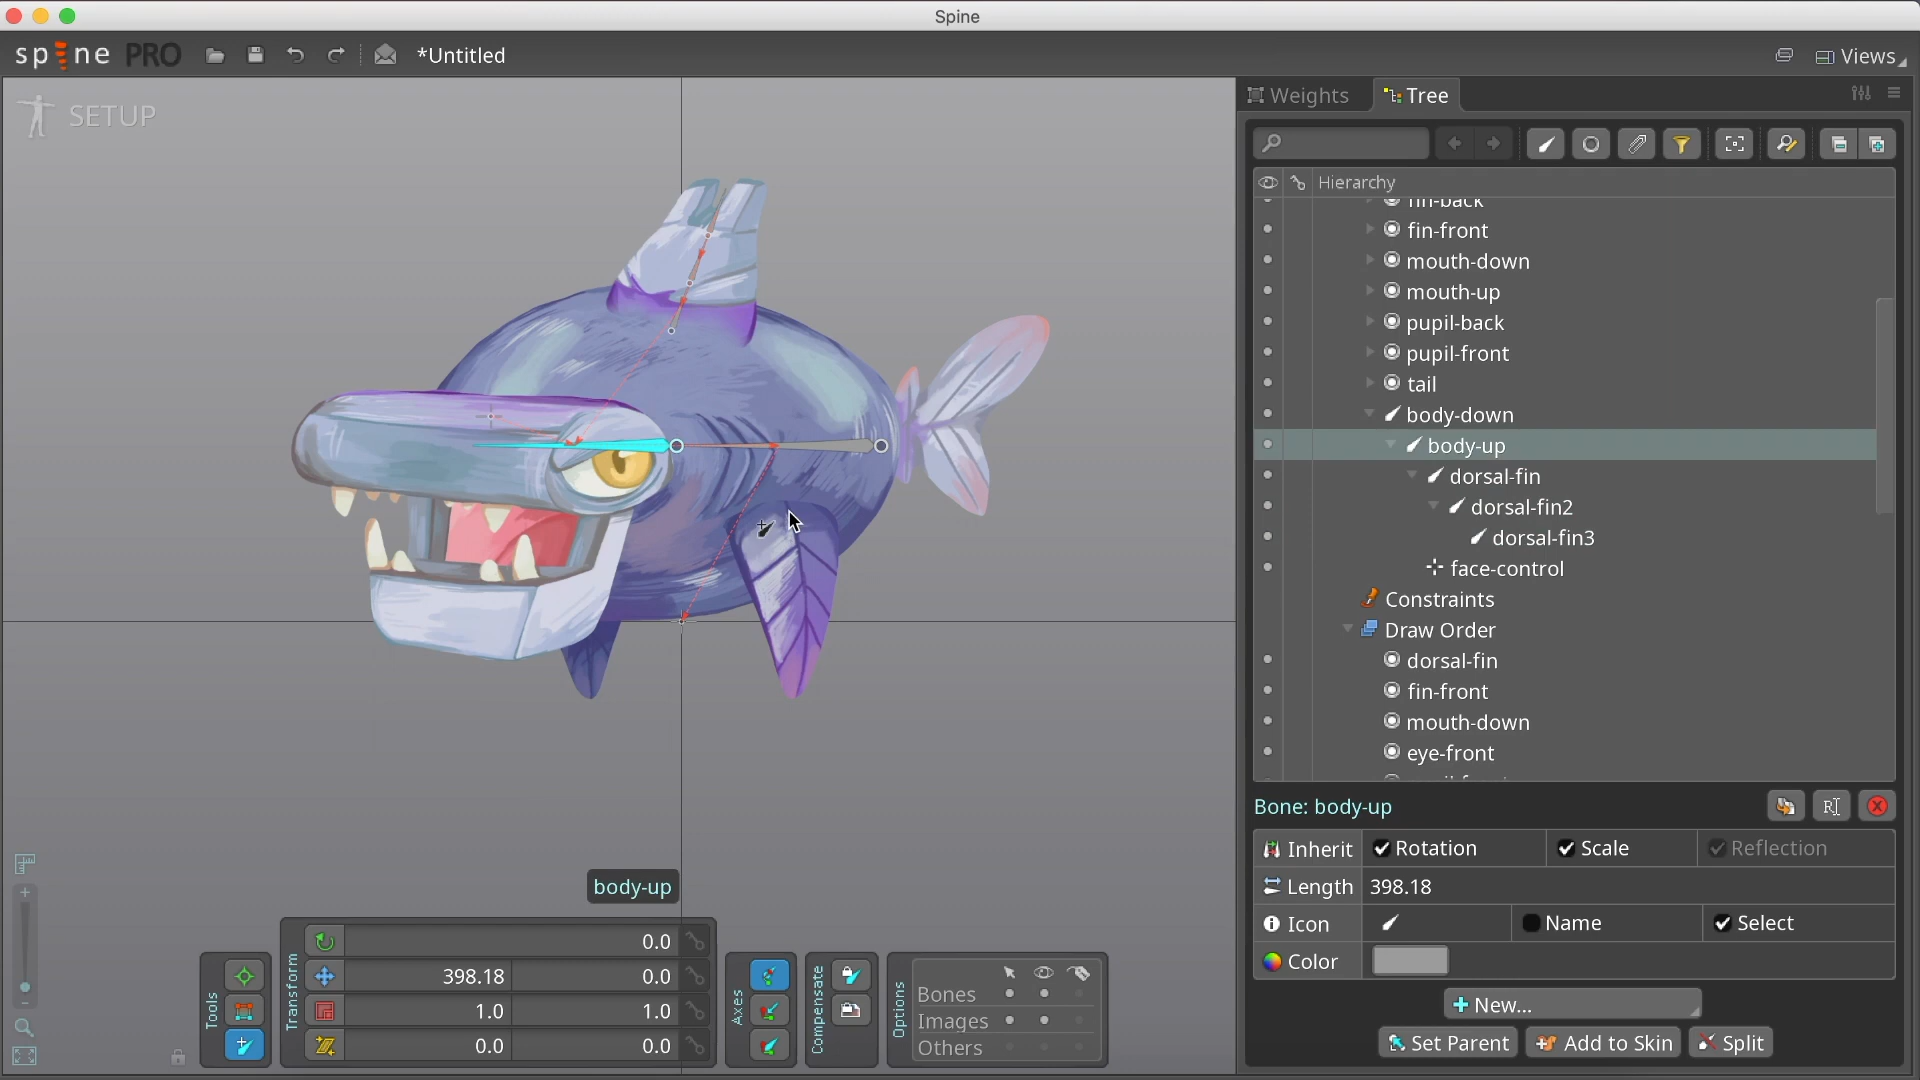 Spine
spine PRO
*Untitled
Views
SETUP
Weights
Tree
Hierarchy
fin-back
fin-front
mouth-down
mouth-up
pupil-back
pupil-front
tail
body-down
body-up
dorsal-fin
dorsal-fin2
dorsal-fin3
face-control
Constraints
Draw Order
dorsal-fin
fin-front
mouth-down
eye-front
Bone: body-up
Inherit Rotation Scale Reflection
Length 398.18
Icon Name Select
Color
New...
Set Parent Add to Skin Split
body-up
Tools
Transform
0.0
398.18 0.0
1.0 1.0
0.0 0.0
Axes
Compensate
Options
Bones
Images
Others